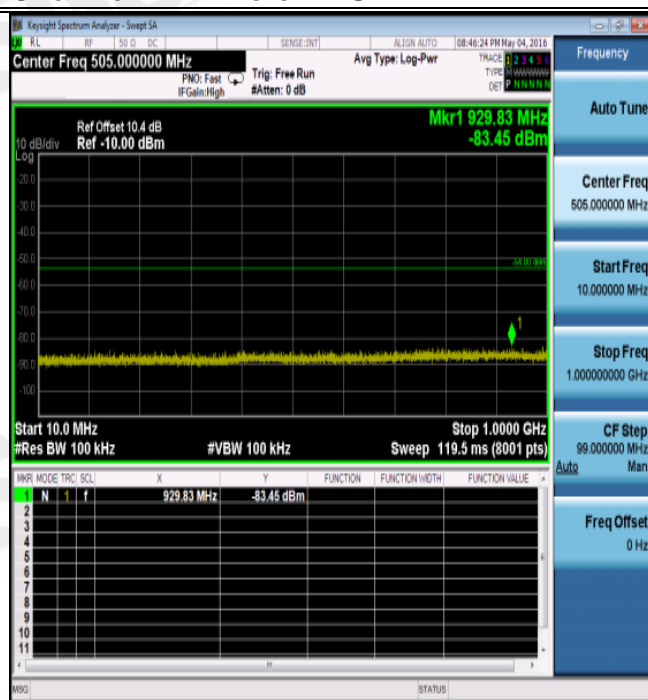 Keysight Spectrum Analyzer - Swept SA
RL RF 50 Ω DC SENSE:INT ALIGN AUTO 08:46:24 PM May 04, 2016
Center Freq 505.000000 MHz
PNO: Fast
IFGain:High
Trig: Free Run
#Atten: 0 dB
Avg Type: Log-Pwr
TRACE 1 2 3 4 5 6
TYPE M WWWWW
DET P NNNNN
Mkr1 929.83 MHz
-83.45 dBm
Ref Offset 10.4 dB
10 dB/div Ref -10.00 dBm
Log
-20.0
-30.0
-40.0
-50.0
-54.00 dBm
-60.0
-70.0
-80.0
1
-90.0
-100
Start 10.0 MHz Stop 1.0000 GHz
#Res BW 100 kHz #VBW 100 kHz Sweep 119.5 ms (8001 pts)
MKR MODE TRC SCL X Y FUNCTION FUNCTION WIDTH FUNCTION VALUE
1 N 1 f 929.83 MHz -83.45 dBm
2
3
4
5
6
7
8
9
10
11
MSG STATUS
Frequency
Auto Tune
Center Freq
505.000000 MHz
Start Freq
10.000000 MHz
Stop Freq
1.000000000 GHz
CF Step
99.000000 MHz
Auto Man
Freq Offset
0 Hz